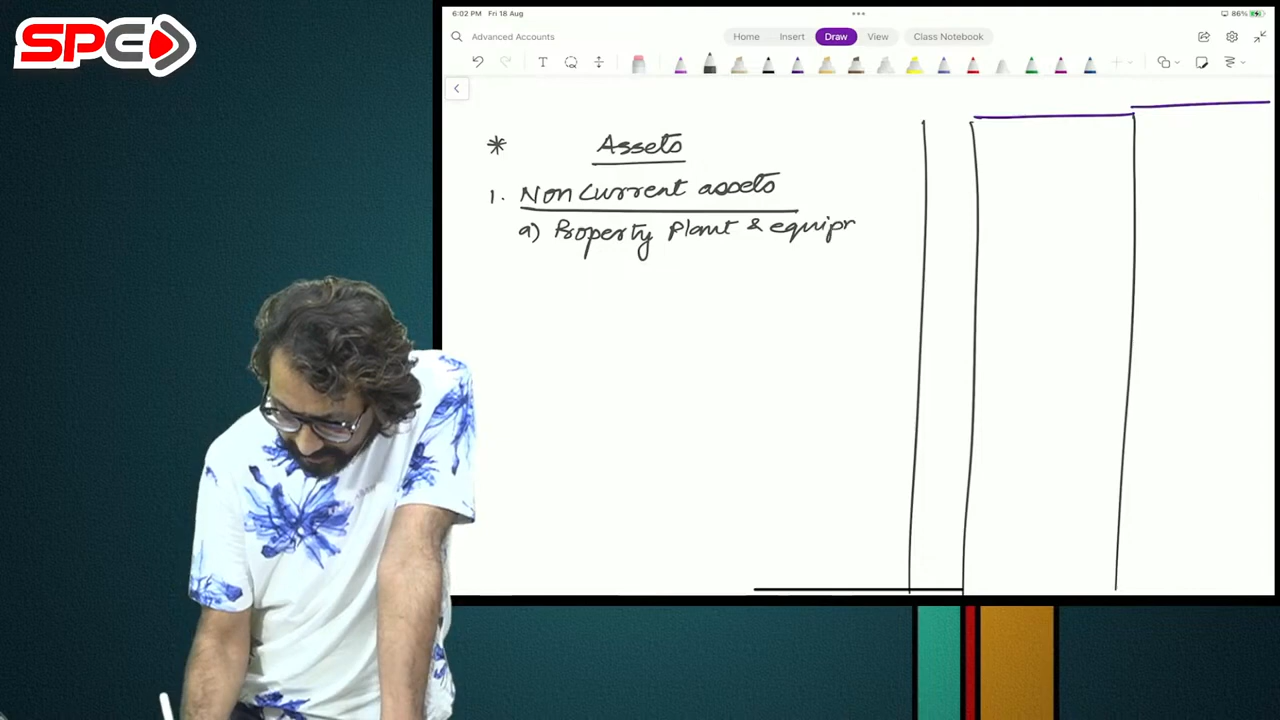 SPE
6:02 PM Fri 18 Aug
86%
Advanced Accounts
Home Insert Draw View Class Notebook
* Assets
1. Non Current assets
a) Property Plant & equipr